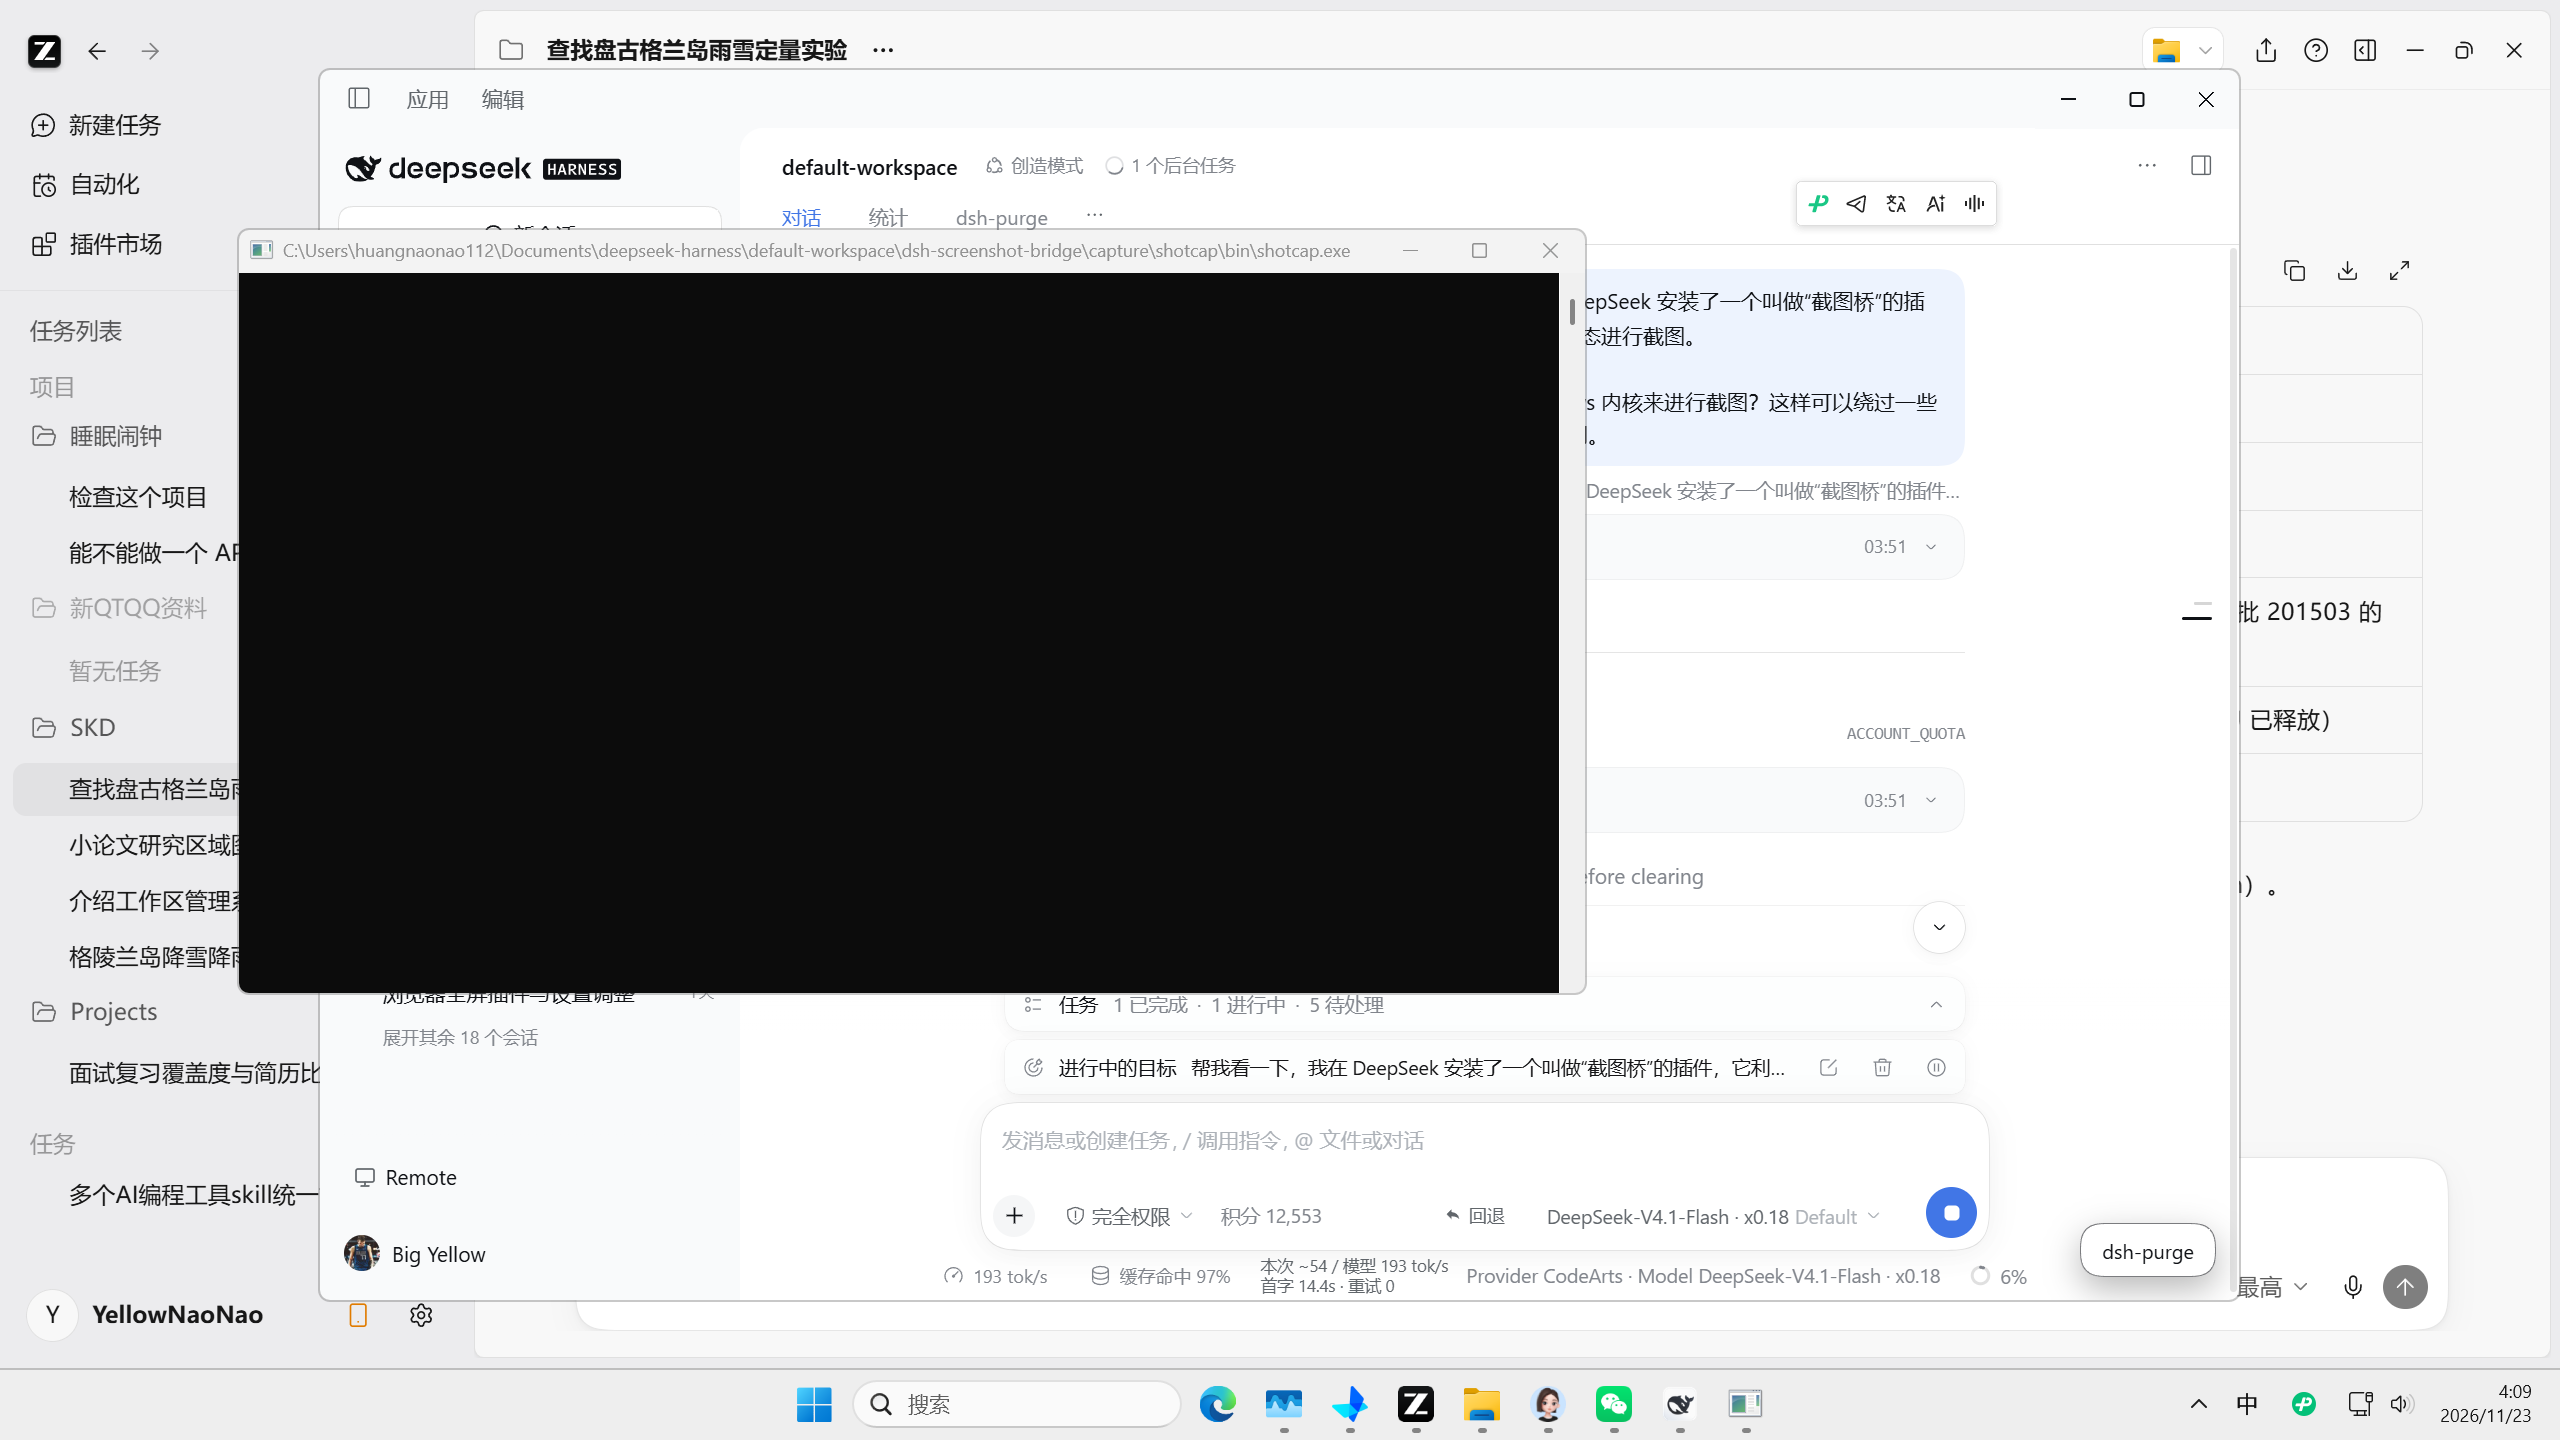 查找盘古格兰岛雨雪定量实验
新建任务
自动化
插件市场
任务列表
项目
睡眠闹钟
检查这个项目
能不能做一个 AP
新QTQQ资料
暂无任务
SKD
查找盘古格兰岛雨
小论文研究区域图
介绍工作区管理系
格陵兰岛降雪降雨
Projects
面试复习覆盖度与简历比
任务
多个AI编程工具skill统一
Y
YellowNaoNao
应用 编辑
deepseek HARNESS
default-workspace 创造模式 1 个后台任务
对话 统计 dsh-purge
C:\Users\huangnaonao112\Documents\deepseek-harness\default-workspace\dsh-screenshot-bridge\capture\shotcap\bin\shotcap.exe
epSeek 安装了一个叫做“截图桥”的插
态进行截图。
s 内核来进行截图？这样可以绕过一些
DeepSeek 安装了一个叫做“截图桥”的插件...
03:51
ACCOUNT_QUOTA
03:51
efore clearing
浏览器全屏插件与设置调整
展开其余 18 个会话
任务 1 已完成 · 1 进行中 · 5 待处理
进行中的目标 帮我看一下，我在 DeepSeek 安装了一个叫做“截图桥”的插件，它利...
发消息或创建任务, / 调用指令, @ 文件或对话
完全权限 积分 12,553 回退 DeepSeek-V4.1-Flash · x0.18 Default
193 tok/s 缓存命中 97% 本次 ~54 / 模型 193 tok/s
首字 14.4s · 重试 0
Provider CodeArts · Model DeepSeek-V4.1-Flash · x0.18 6%
Remote
Big Yellow
dsh-purge
批 201503 的
已释放）
）。
最高
搜索
中
4:09
2026/11/23